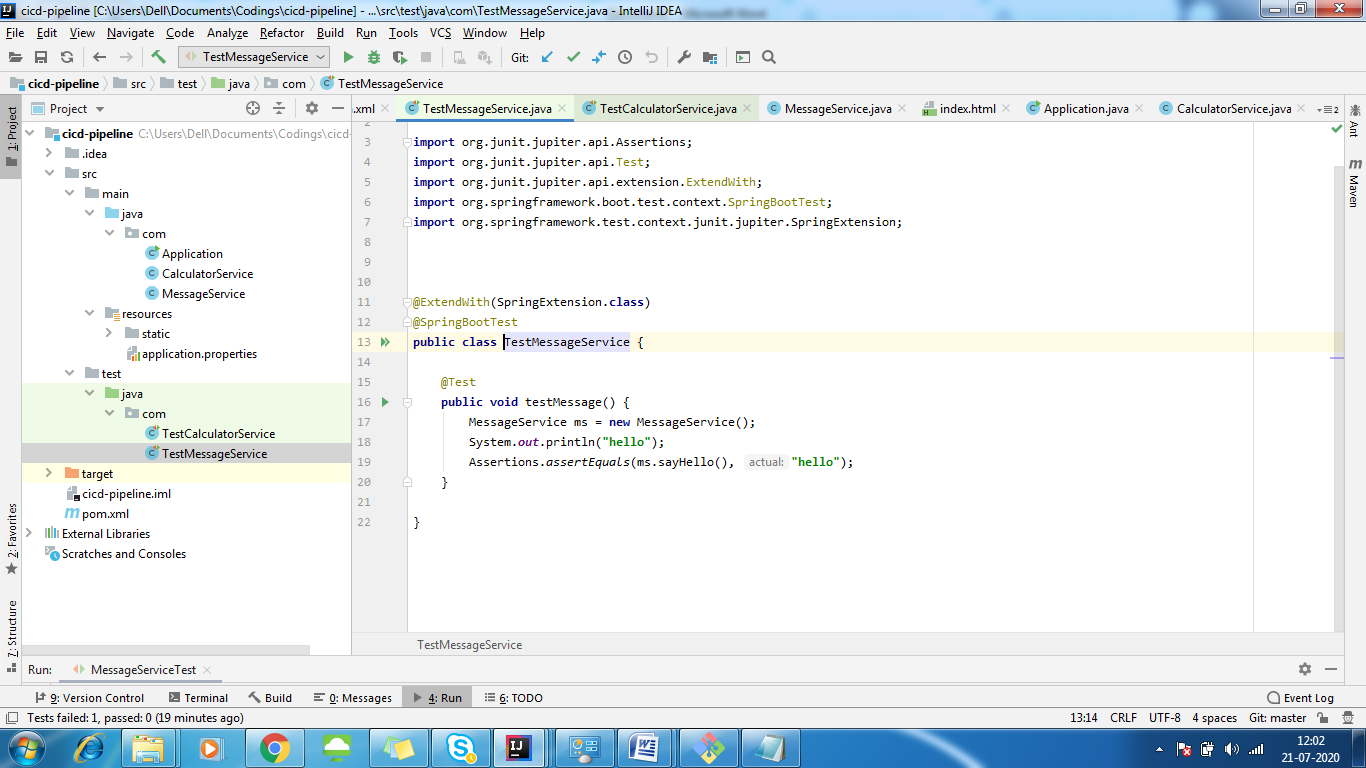 cicd-pipeline [C:\Users\Dell\Documents\Codings\cicd-pipeline] - ...\src\test\java\com\TestMessageService.java - IntelliJ IDEA
File Edit View Navigate Code Analyze Refactor Build Run Tools VCS Window Help
TestMessageService Git:
cicd-pipeline src test java com TestMessageService
1: Project
2: Favorites
7: Structure
Project
cicd-pipeline C:\Users\Dell\Documents\Codings\cicd-
.idea
src
main
java
com
Application
CalculatorService
MessageService
resources
static
application.properties
test
java
com
TestCalculatorService
TestMessageService
target
cicd-pipeline.iml
pom.xml
External Libraries
Scratches and Consoles
.xml TestMessageService.java TestCalculatorService.java MessageService.java index.html Application.java CalculatorService.java 2
2
3 import org.junit.jupiter.api.Assertions;
4 import org.junit.jupiter.api.Test;
5 import org.junit.jupiter.api.extension.ExtendWith;
6 import org.springframework.boot.test.context.SpringBootTest;
7 import org.springframework.test.context.junit.jupiter.SpringExtension;
8
9
10
11 @ExtendWith(SpringExtension.class)
12 @SpringBootTest
13 public class TestMessageService {
14
15 @Test
16 public void testMessage() {
17 MessageService ms = new MessageService();
18 System.out.println("hello");
19 Assertions.assertEquals(ms.sayHello(), actual: "hello");
20 }
21
22 }
TestMessageService
Ant
m
Maven
Run: MessageServiceTest
9: Version Control Terminal Build 0: Messages 4: Run 6: TODO Event Log
Tests failed: 1, passed: 0 (19 minutes ago) 13:14 CRLF UTF-8 4 spaces Git: master
12:02
21-07-2020